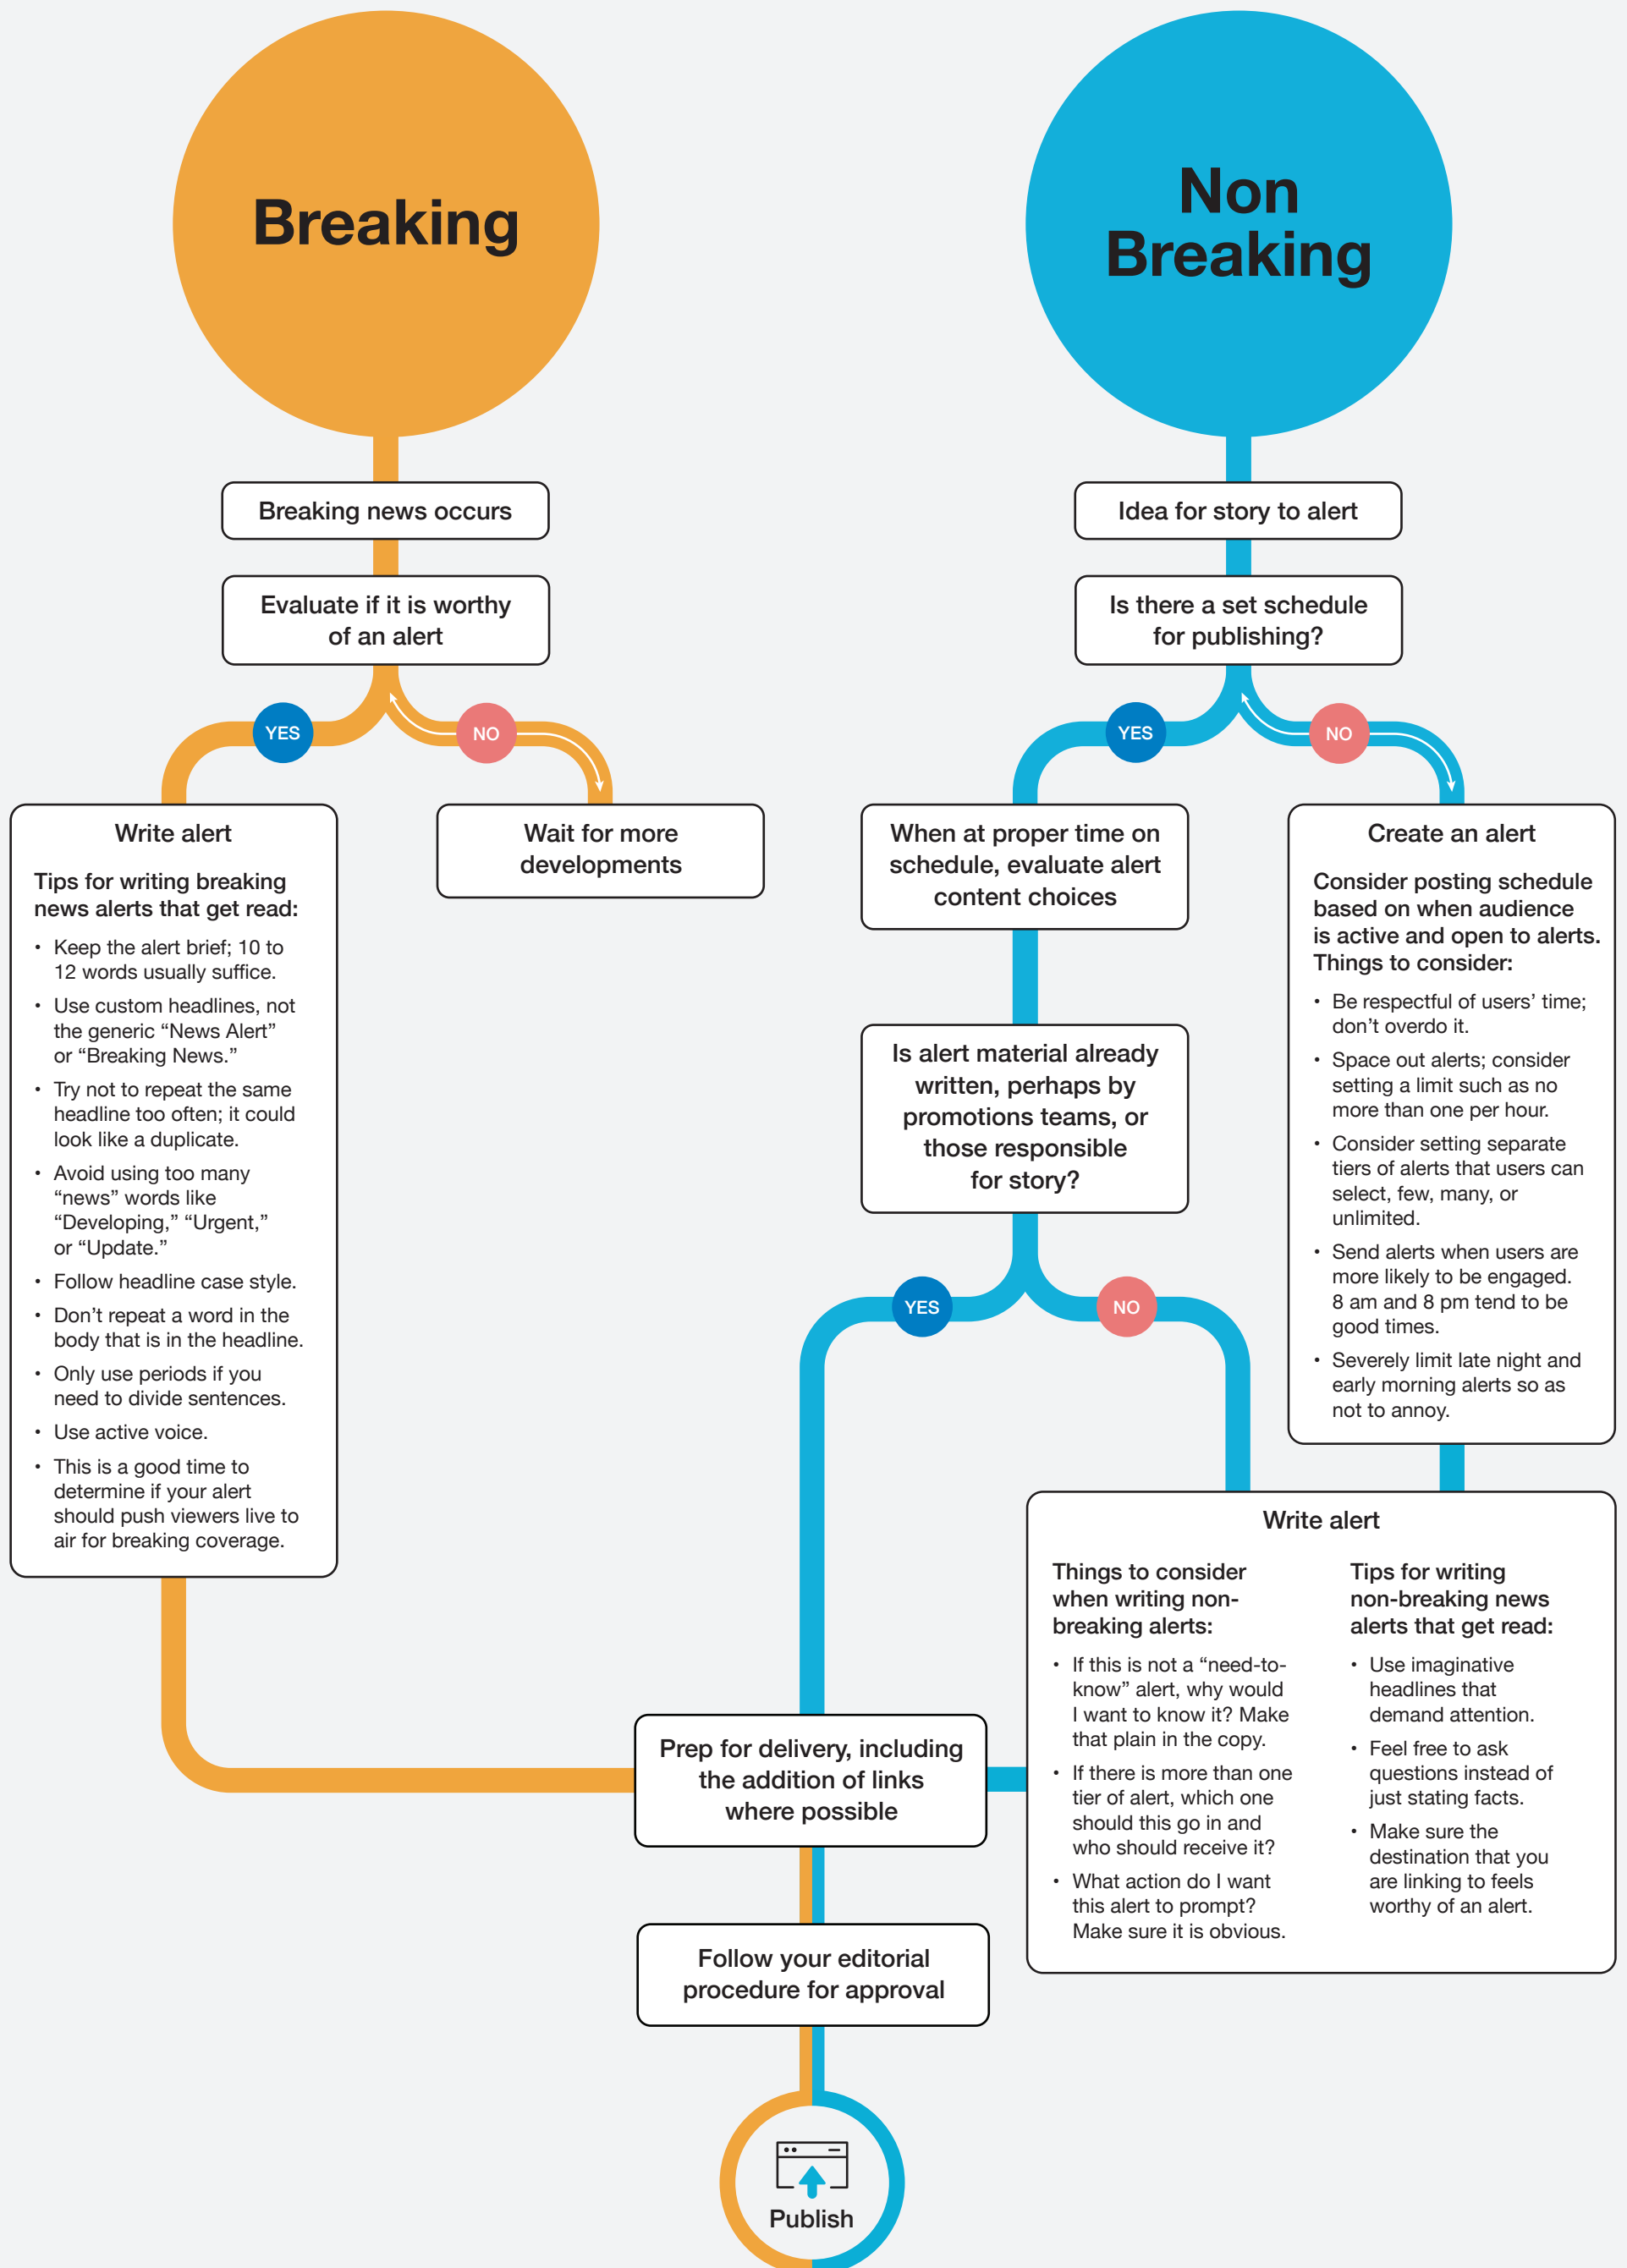 Breaking
Breaking news occurs
Evaluate if it is worthy
of an alert
YES
NO
Write alert
Tips for writing breaking
news alerts that get read:
• Keep the alert brief; 10 to
12 words usually suffice.
• Use custom headlines, not
the generic “News Alert”
or “Breaking News.”
• Try not to repeat the same
headline too often; it could
look like a duplicate.
• Avoid using too many
“news” words like
“Developing,” “Urgent,”
or “Update.”
• Follow headline case style.
• Don’t repeat a word in the
body that is in the headline.
• Only use periods if you
need to divide sentences.
• Use active voice.
• This is a good time to
determine if your alert
should push viewers live to
air for breaking coverage.
Wait for more
developments
Non
Breaking
Idea for story to alert
Is there a set schedule
for publishing?
YES
NO
When at proper time on
schedule, evaluate alert
content choices
Is alert material already
written, perhaps by
promotions teams, or
those responsible
for story?
YES
NO
Create an alert
Consider posting schedule
based on when audience
is active and open to alerts.
Things to consider:
• Be respectful of users’ time;
don’t overdo it.
• Space out alerts; consider
setting a limit such as no
more than one per hour.
• Consider setting separate
tiers of alerts that users can
select, few, many, or
unlimited.
• Send alerts when users are
more likely to be engaged.
8 am and 8 pm tend to be
good times.
• Severely limit late night and
early morning alerts so as
not to annoy.
Write alert
Things to consider
when writing non-
breaking alerts:
• If this is not a “need-to-
know” alert, why would
I want to know it? Make
that plain in the copy.
• If there is more than one
tier of alert, which one
should this go in and
who should receive it?
• What action do I want
this alert to prompt?
Make sure it is obvious.
Tips for writing
non-breaking news
alerts that get read:
• Use imaginative
headlines that
demand attention.
• Feel free to ask
questions instead of
just stating facts.
• Make sure the
destination that you
are linking to feels
worthy of an alert.
Prep for delivery, including
the addition of links
where possible
Follow your editorial
procedure for approval
Publish